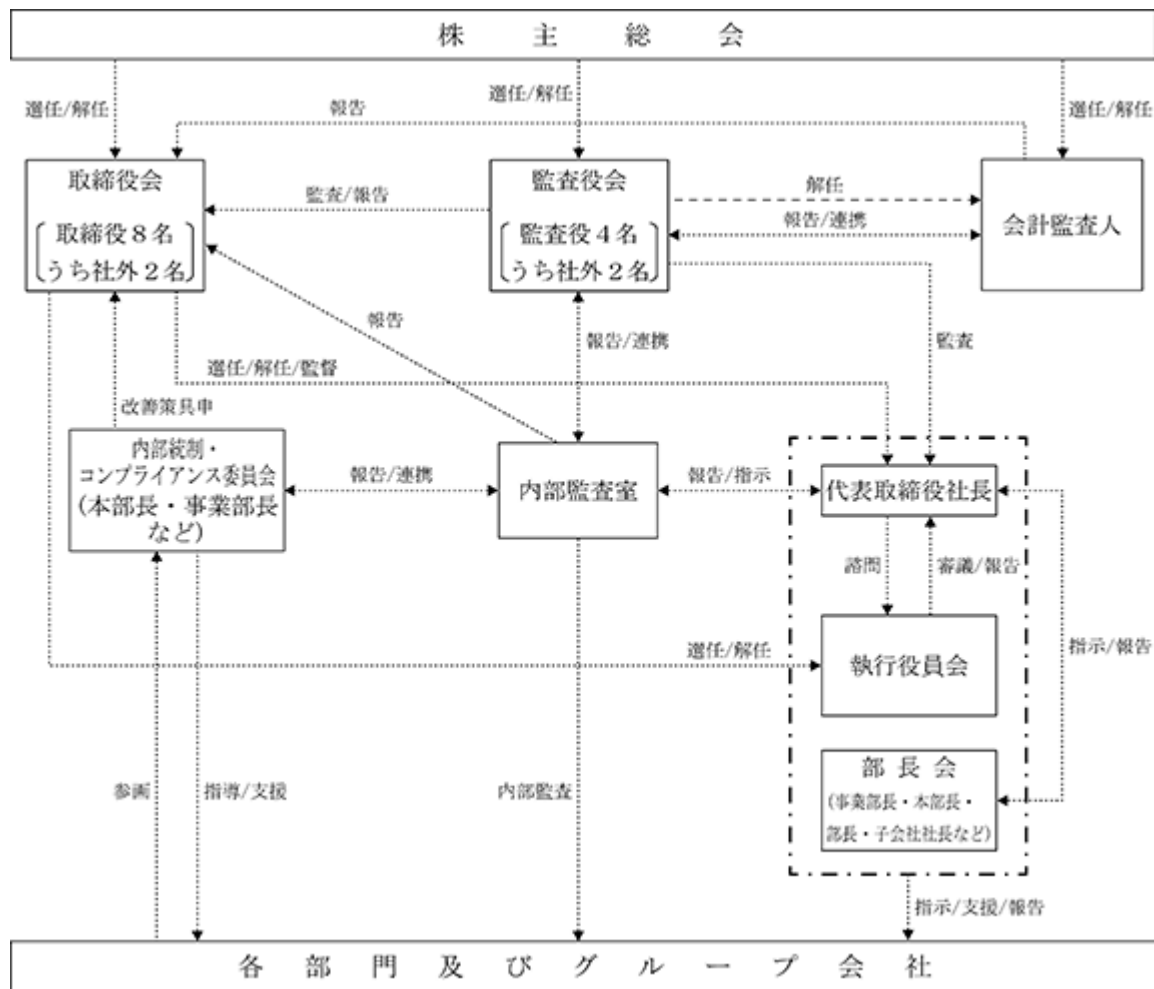 株主総会
選任/解任
報告
選任/解任
選任/解任
取締役会
取締役8名
うち社外2名
監査/報告
監査役会
監査役4名
うち社外2名
解任
報告/連携
会計監査人
報告
報告/連携
監査
選任/解任/監督
改善策具申
内部統制・
コンプライアンス委員会
(本部長・事業部長
など)
報告/連携
内部監査室
報告/指示
代表取締役社長
諮問
審議/報告
選任/解任
執行役員会
指示/報告
部長会
(事業部長・本部長・
部長・子会社社長など)
参画
指導/支援
内部監査
指示/支援/報告
各部門及びグループ会社